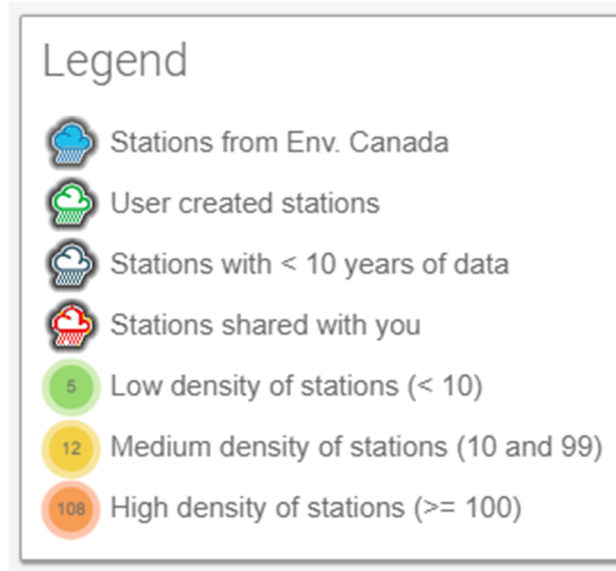 Legend
Stations from Env. Canada
User created stations
Stations with < 10 years of data
Stations shared with you
5 Low density of stations (< 10)
12 Medium density of stations (10 and 99)
108 High density of stations (>= 100)